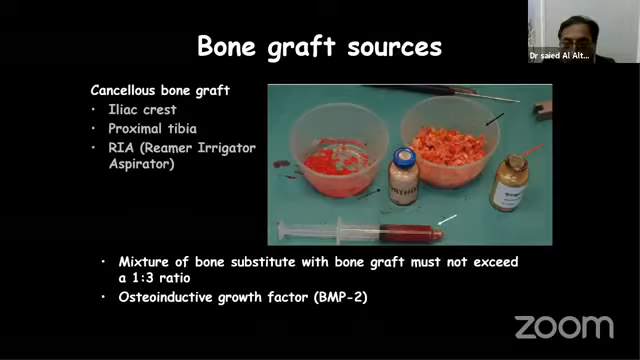 Bone graft sources
Dr saied Al Alt...
Cancellous bone graft
• Iliac crest
• Proximal tibia
• RIA (Reamer Irrigator
Aspirator)
• Mixture of bone substitute with bone graft must not exceed
a 1:3 ratio
• Osteoinductive growth factor (BMP-2)
zoom